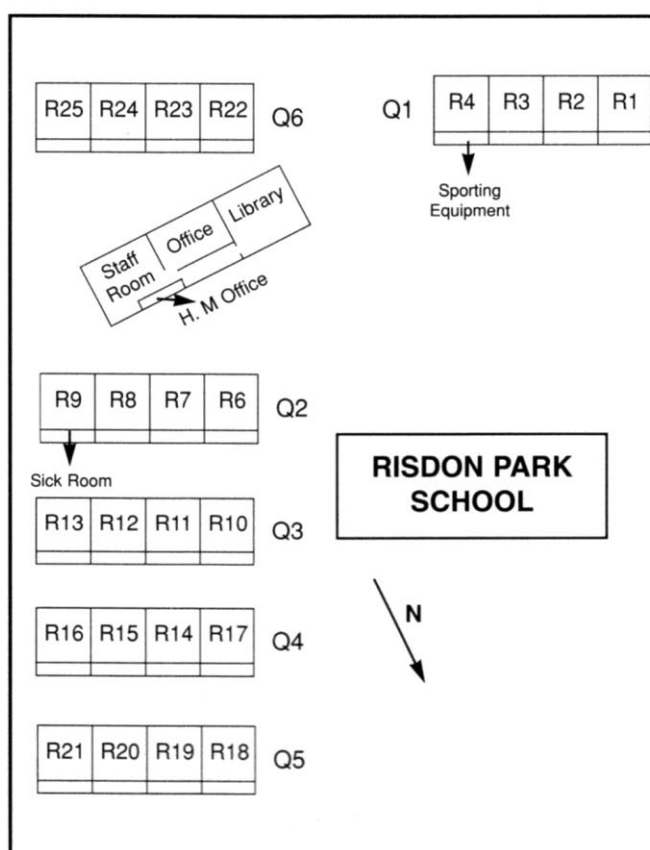 R25 R24 R23 R22 Q6
Q1 R4 R3 R2 R1
Sporting
Equipment
Staff
Room
Office
Library
H. M Office
R9 R8 R7 R6 Q2
Sick Room
RISDON PARK
SCHOOL
R13 R12 R11 R10 Q3
N
R16 R15 R14 R17 Q4
R21 R20 R19 R18 Q5